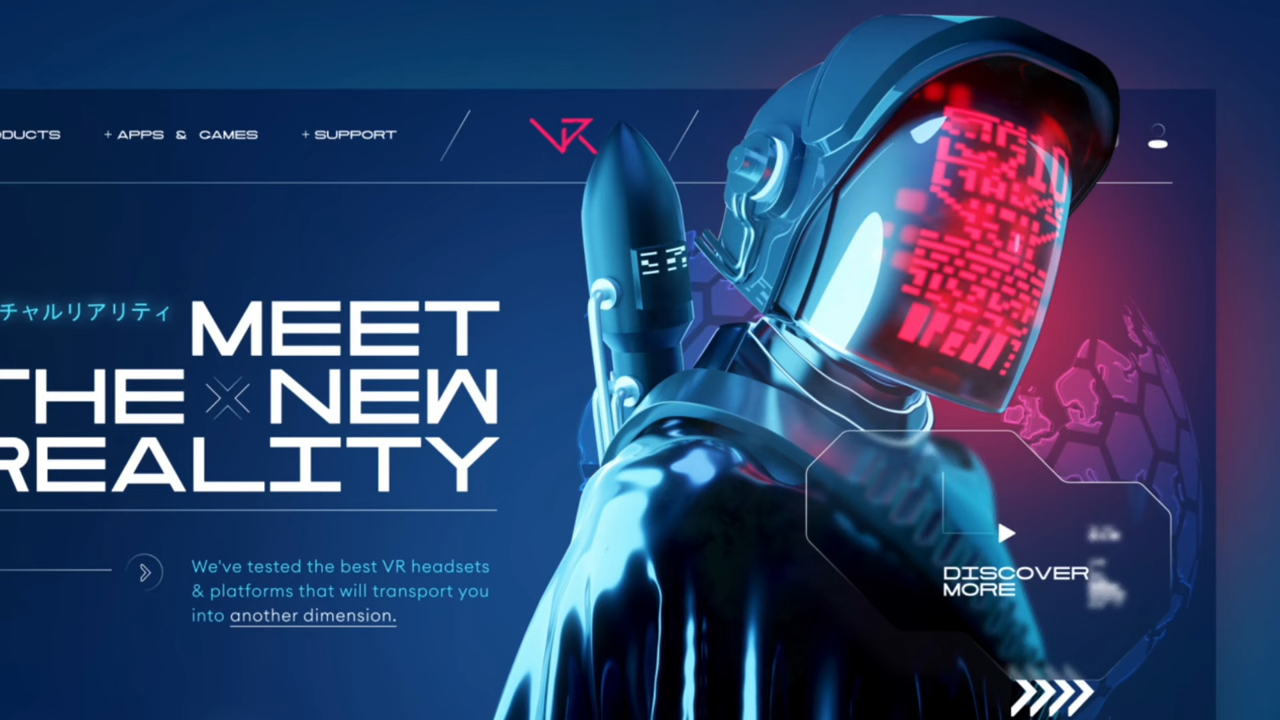 + APPS & GAMES
+ SUPPORT
VR
チャルリアリティ
MEET
THE NEW
REALITY
We've tested the best VR headsets
& platforms that will transport you
into another dimension.
DISCOVER
MORE